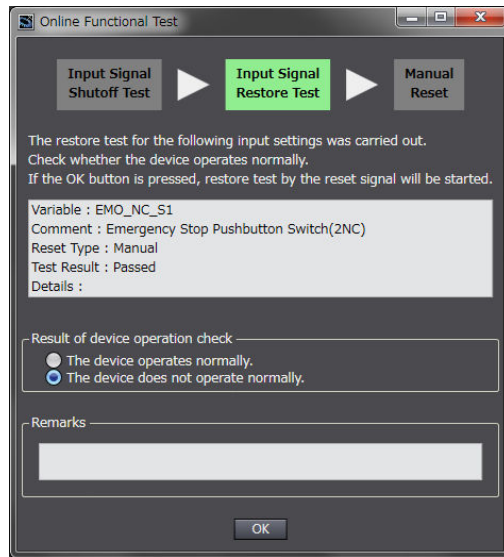 Online Functional Test
Input Signal
Shutoff Test
Input Signal
Restore Test
Manual
Reset
The restore test for the following input settings was carried out.
Check whether the device operates normally.
If the OK button is pressed, restore test by the reset signal will be started.
Variable : EMO_NC_S1
Comment : Emergency Stop Pushbutton Switch(2NC)
Reset Type : Manual
Test Result : Passed
Details :
Result of device operation check
The device operates normally.
The device does not operate normally.
Remarks
OK